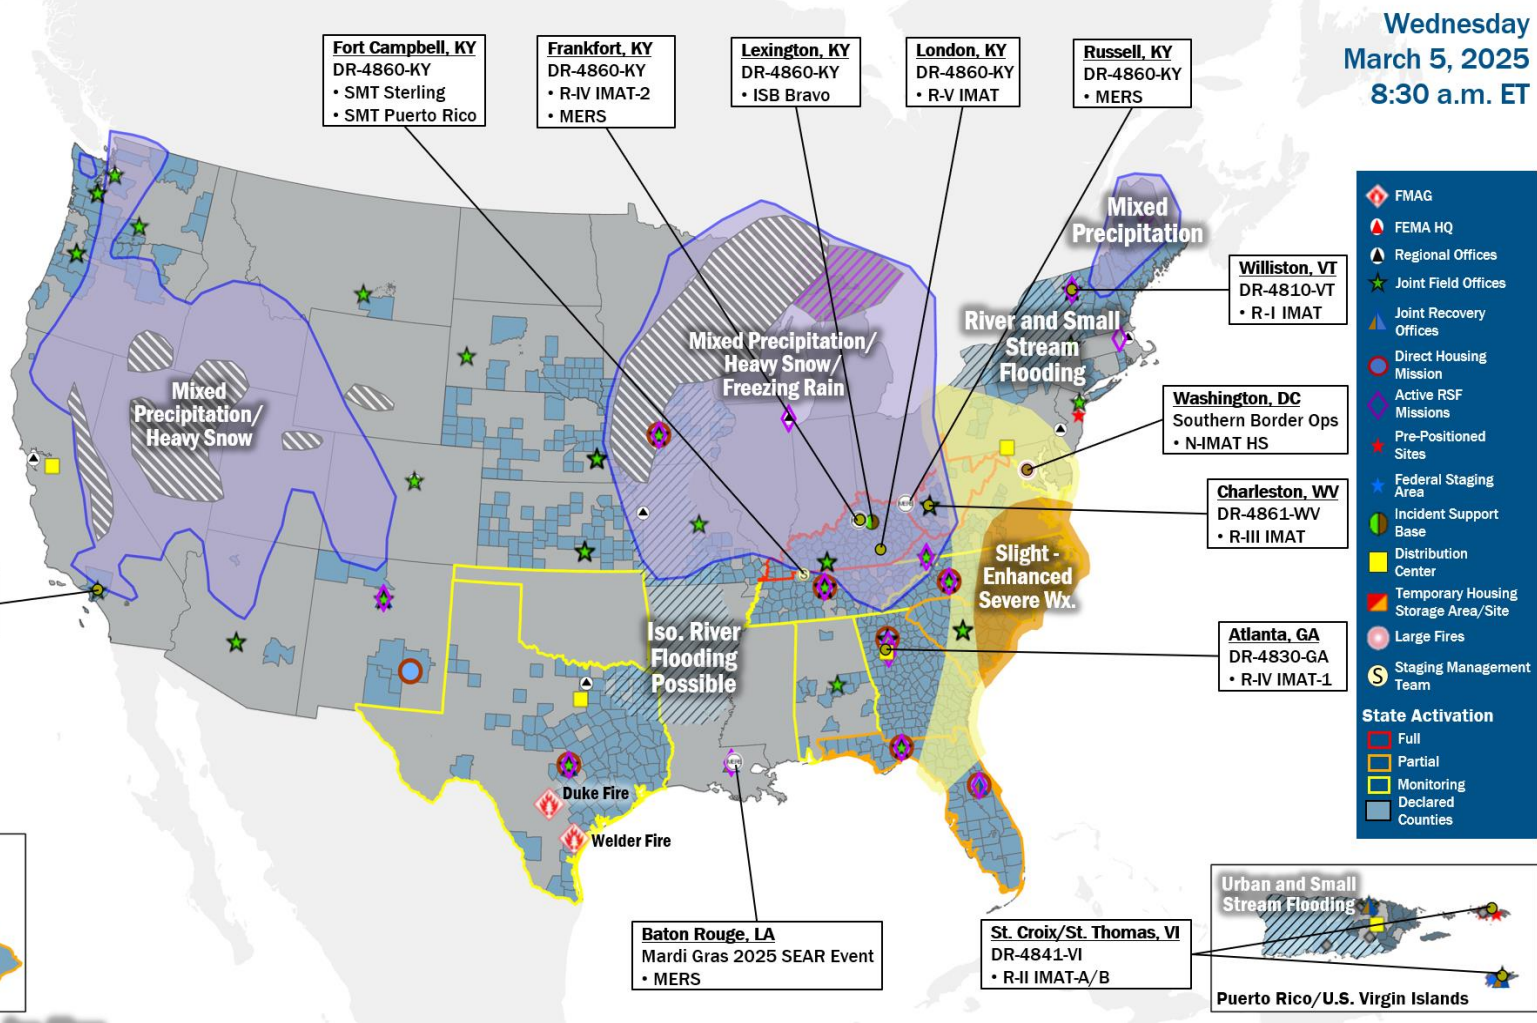 Wednesday
March 5, 2025
8:30 a.m. ET
Fort Campbell, KY
DR-4860-KY
• SMT Sterling
• SMT Puerto Rico
Frankfort, KY
DR-4860-KY
• R-IV IMAT-2
• MERS
Lexington, KY
DR-4860-KY
• ISB Bravo
London, KY
DR-4860-KY
• R-V IMAT
Russell, KY
DR-4860-KY
• MERS
Mixed
Precipitation
Williston, VT
DR-4810-VT
• R-I IMAT
River and Small
Stream
Flooding
Mixed Precipitation/
Heavy Snow/
Freezing Rain
Mixed
Precipitation/
Heavy Snow
Washington, DC
Southern Border Ops
• N-IMAT HS
Charleston, WV
DR-4861-WV
• R-III IMAT
MERS
S
Slight -
Enhanced
Severe Wx.
Iso. River
Flooding
Possible
Atlanta, GA
DR-4830-GA
• R-IV IMAT-1
MERS
Duke Fire
Welder Fire
Baton Rouge, LA
Mardi Gras 2025 SEAR Event
• MERS
St. Croix/St. Thomas, VI
DR-4841-VI
• R-II IMAT-A/B
Urban and Small
Stream Flooding
Puerto Rico/U.S. Virgin Islands
FMAG
FEMA HQ
Regional Offices
Joint Field Offices
Joint Recovery
Offices
Direct Housing
Mission
Active RSF
Missions
Pre-Positioned
Sites
Federal Staging
Area
Incident Support
Base
Distribution
Center
Temporary Housing
Storage Area/Site
Large Fires
S
Staging Management
Team
State Activation
Full
Partial
Monitoring
Declared
Counties